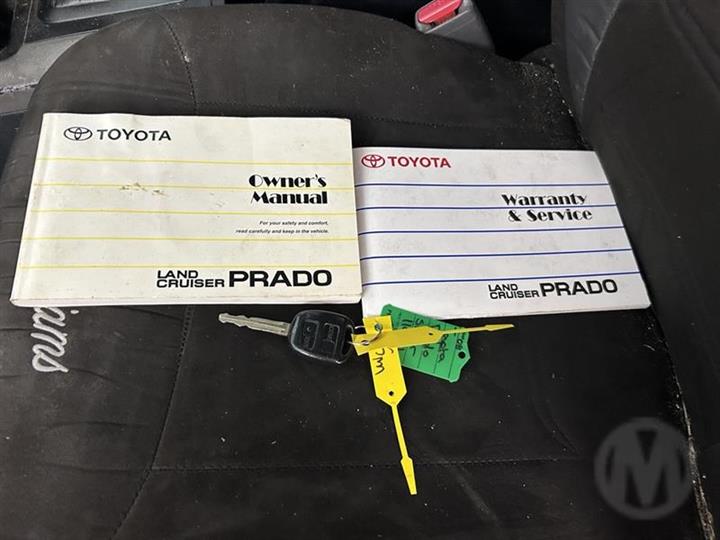 TOYOTA
Owner's
Manual
For your safety and comfort,
read carefully and keep in the vehicle.
LAND
CRUISER PRADO
TOYOTA
Warranty
& Service
LAND
CRUISER PRADO
M